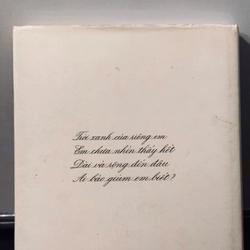 Trời xanh của riêng em
Em chưa nhìn thấy hết
Dài và rộng đến đâu
Ai bảo giùm em biết?